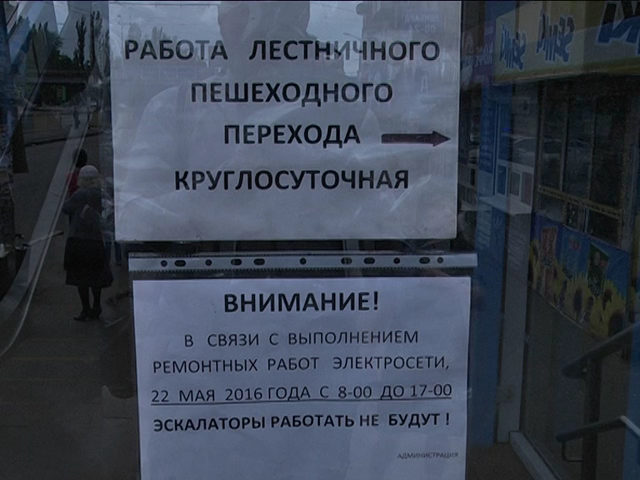 РАБОТА ЛЕСТНИЧНОГО
ПЕШЕХОДНОГО
ПЕРЕХОДА
КРУГЛОСУТОЧНАЯ
ВНИМАНИЕ!
В СВЯЗИ С ВЫПОЛНЕНИЕМ
РЕМОНТНЫХ РАБОТ ЭЛЕКТРОСЕТИ,
22 МАЯ 2016 ГОДА С 8-00 ДО 17-00
ЭСКАЛАТОРЫ РАБОТАТЬ НЕ БУДУТ !
АДМИНИСТРАЦИЯ